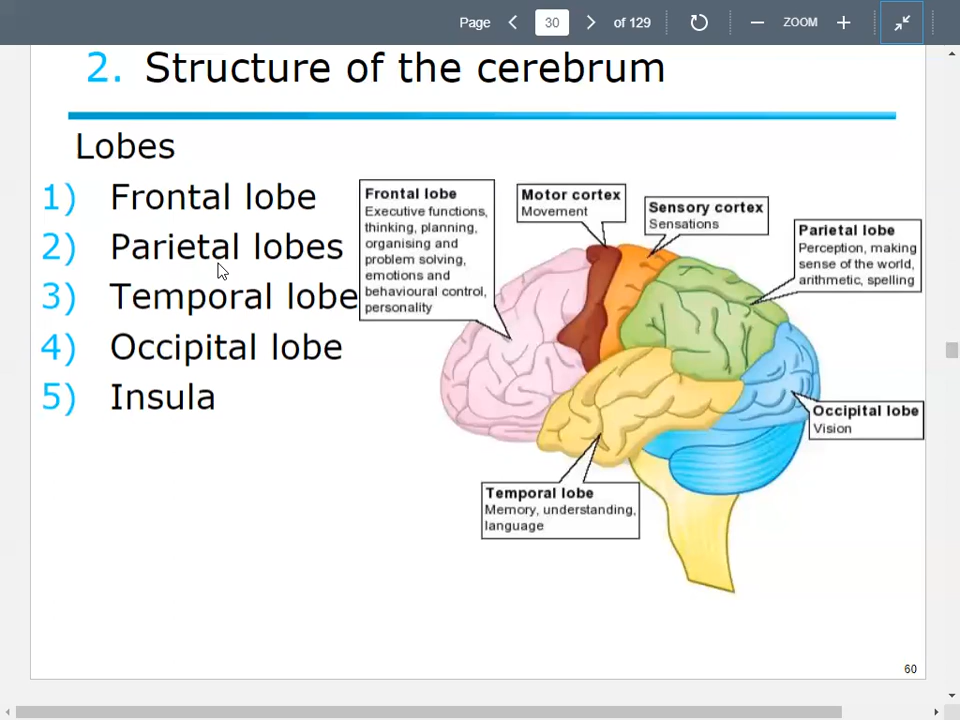 Page 30 of 129 ZOOM
2. Structure of the cerebrum
Lobes
1) Frontal lobe
2) Parietal lobes
3) Temporal lobe
4) Occipital lobe
5) Insula
Frontal lobe
Executive functions,
thinking, planning,
organising and
problem solving,
emotions and
behavioural control,
personality
Motor cortex
Movement
Sensory cortex
Sensations
Parietal lobe
Perception, making
sense of the world,
arithmetic, spelling
Occipital lobe
Vision
Temporal lobe
Memory, understanding,
language
60